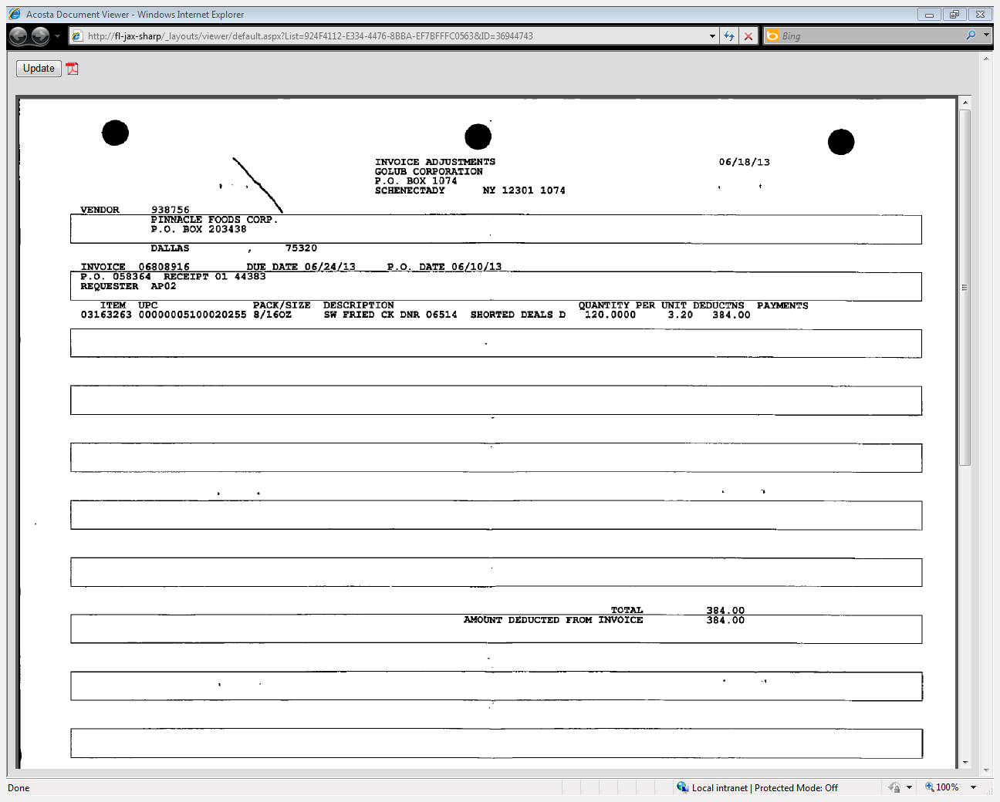 Acosta Document Viewer - Windows Internet Explorer
http://fl-jax-sharp/_layouts/viewer/default.aspx?List=924F4112-E334-4476-8BBA-EF7BFFFC0563&ID=36944743
Bing
Update
INVOICE ADJUSTMENTS 06/18/13
GOLUB CORPORATION
P.O. BOX 1074
SCHENECTADY NY 12301 1074
VENDOR 938756
PINNACLE FOODS CORP.
P.O. BOX 203438
DALLAS , 75320
INVOICE 06808916 DUE DATE 06/24/13 P.O. DATE 06/10/13
P.O. 058364 RECEIPT 01 44383
REQUESTER AP02
ITEM UPC PACK/SIZE DESCRIPTION QUANTITY PER UNIT DEDUCTNS PAYMENTS
03163263 00000005100020255 8/16OZ SW FRIED CK DNR 06514 SHORTED DEALS D 120.0000 3.20 384.00
TOTAL 384.00
AMOUNT DEDUCTED FROM INVOICE 384.00
Done
Local intranet | Protected Mode: Off
100%